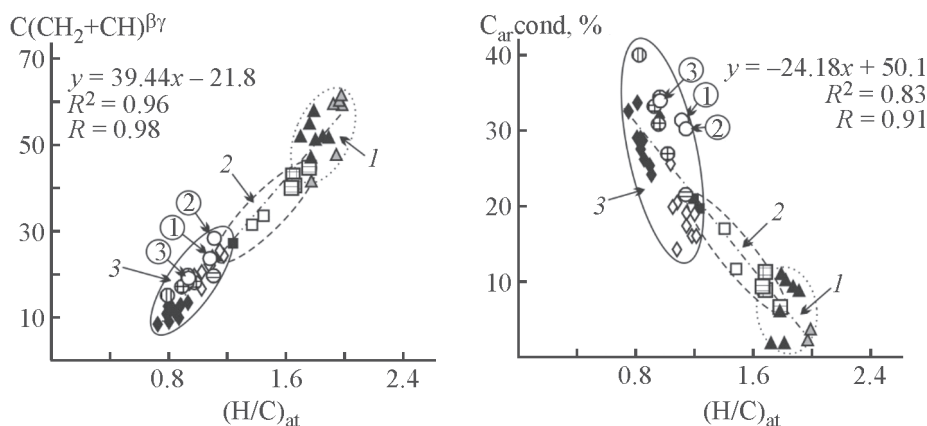 C(CH₂+CH)^βγ
70
y = 39.44x – 21.8
R² = 0.96
R = 0.98
50
30
10
2
1
②
①
③
3
0.8
1.6
2.4
(H/C)at
Carcond, %
40
y = –24.18x + 50.1
R² = 0.83
R = 0.91
30
20
10
0
③
①
②
3
2
1
0.8
1.6
2.4
(H/C)at